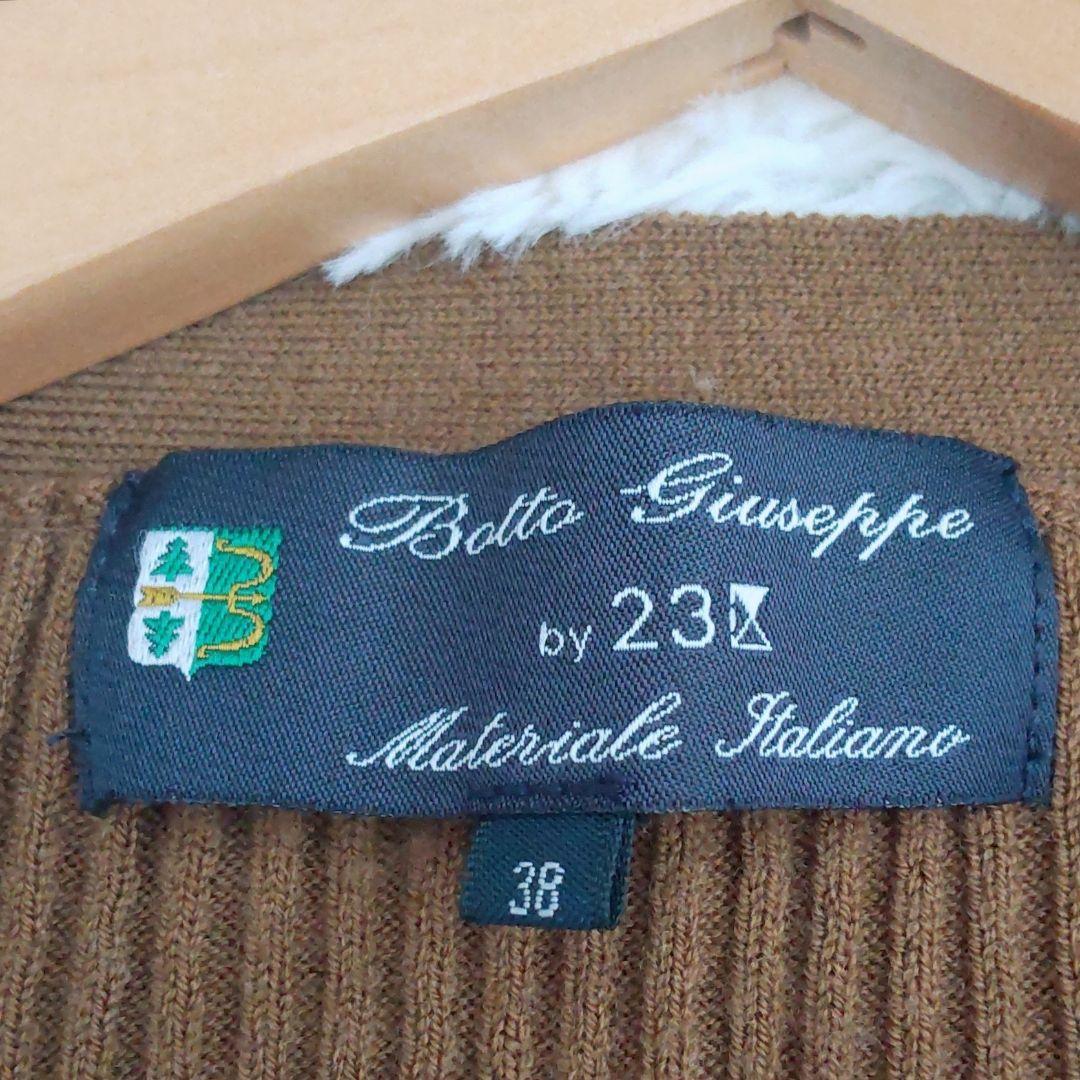 Botto Giuseppe
by 23
Materiale Italiano
38